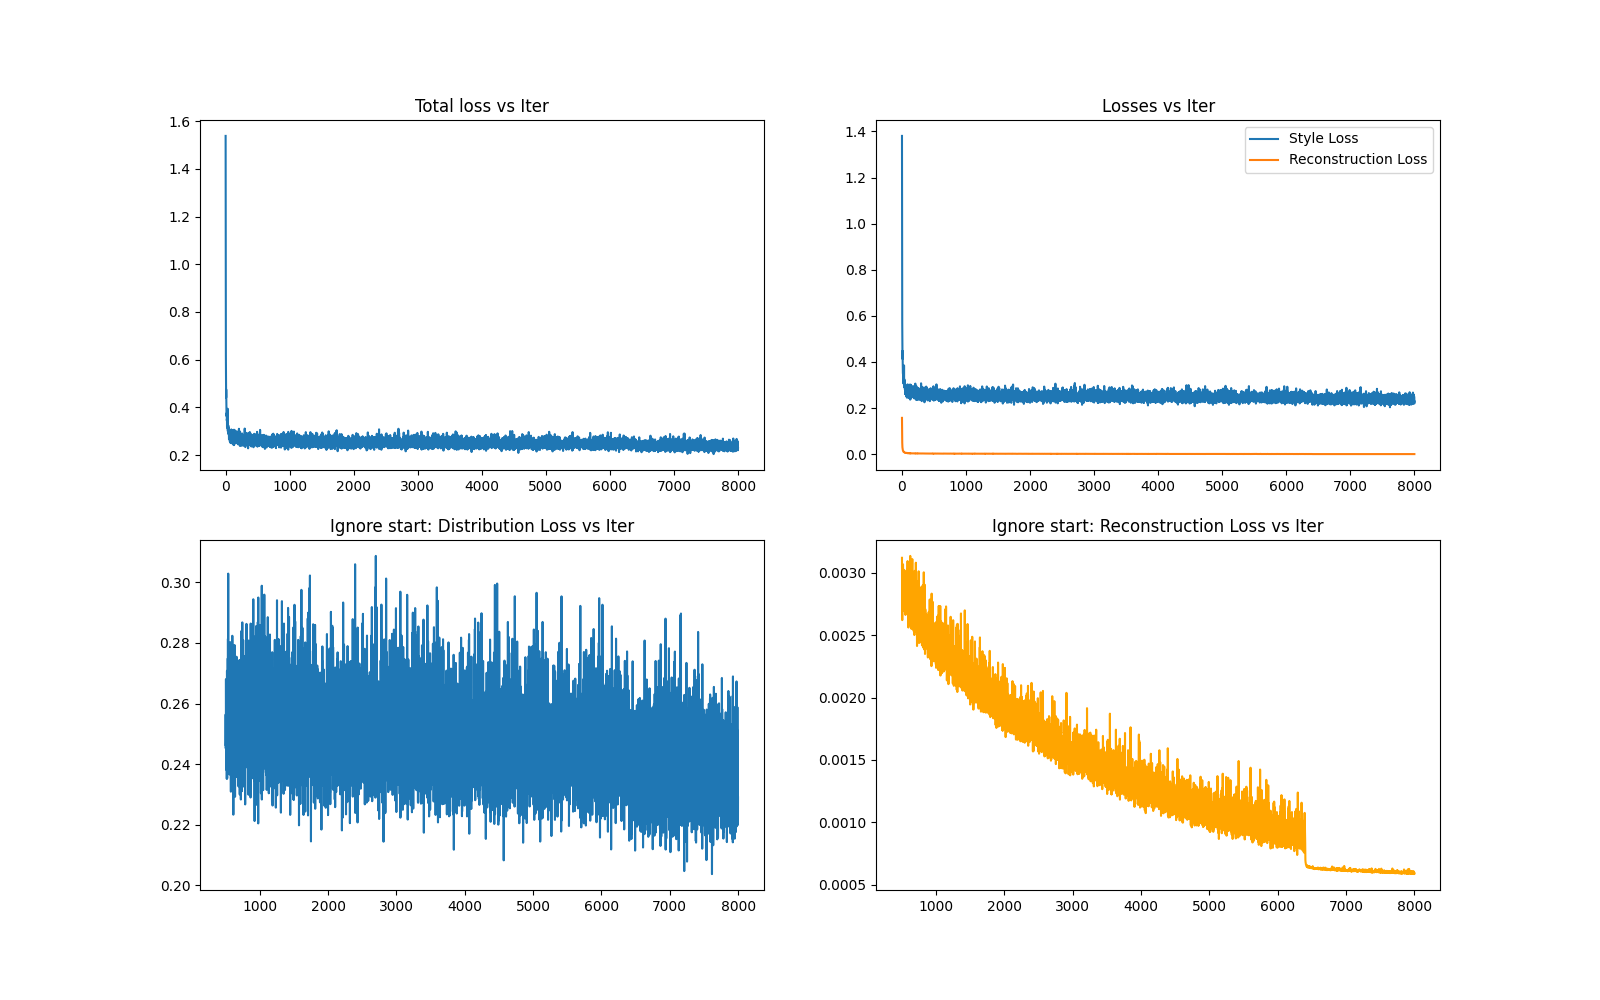 Total loss vs Iter
1.6
1.4
1.2
1.0
0.8
0.6
0.4
0.2
0 1000 2000 3000 4000 5000 6000 7000 8000
Losses vs Iter
Style Loss
Reconstruction Loss
1.4
1.2
1.0
0.8
0.6
0.4
0.2
0.0
0 1000 2000 3000 4000 5000 6000 7000 8000
Ignore start: Distribution Loss vs Iter
0.30
0.28
0.26
0.24
0.22
0.20
1000 2000 3000 4000 5000 6000 7000 8000
Ignore start: Reconstruction Loss vs Iter
0.0030
0.0025
0.0020
0.0015
0.0010
0.0005
1000 2000 3000 4000 5000 6000 7000 8000